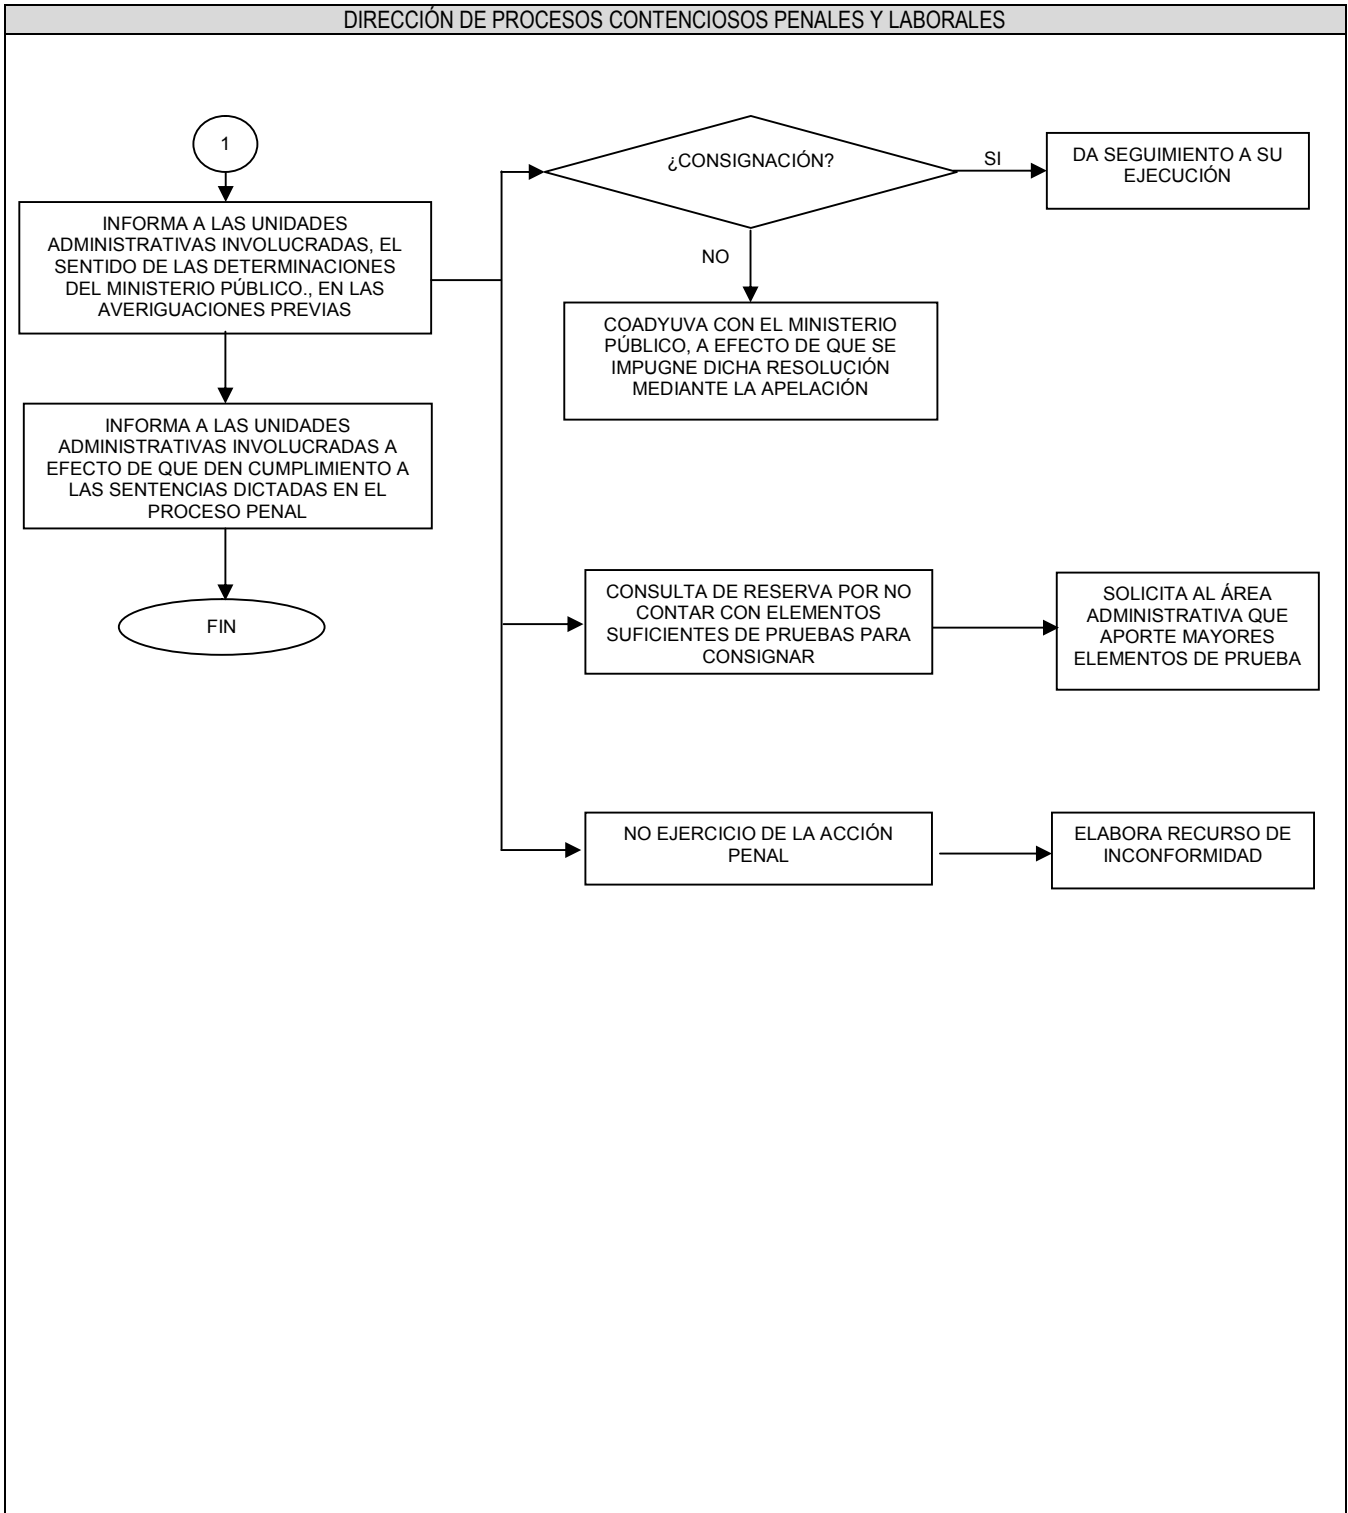 DIRECCIÓN DE PROCESOS CONTENCIOSOS PENALES Y LABORALES
1
INFORMA A LAS UNIDADES
ADMINISTRATIVAS INVOLUCRADAS, EL
SENTIDO DE LAS DETERMINACIONES
DEL MINISTERIO PÚBLICO., EN LAS
AVERIGUACIONES PREVIAS
INFORMA A LAS UNIDADES
ADMINISTRATIVAS INVOLUCRADAS A
EFECTO DE QUE DEN CUMPLIMIENTO A
LAS SENTENCIAS DICTADAS EN EL
PROCESO PENAL
FIN
¿CONSIGNACIÓN?
SI
DA SEGUIMIENTO A SU
EJECUCIÓN
NO
COADYUVA CON EL MINISTERIO
PÚBLICO, A EFECTO DE QUE SE
IMPUGNE DICHA RESOLUCIÓN
MEDIANTE LA APELACIÓN
CONSULTA DE RESERVA POR NO
CONTAR CON ELEMENTOS
SUFICIENTES DE PRUEBAS PARA
CONSIGNAR
SOLICITA AL ÁREA
ADMINISTRATIVA QUE
APORTE MAYORES
ELEMENTOS DE PRUEBA
NO EJERCICIO DE LA ACCIÓN
PENAL
ELABORA RECURSO DE
INCONFORMIDAD